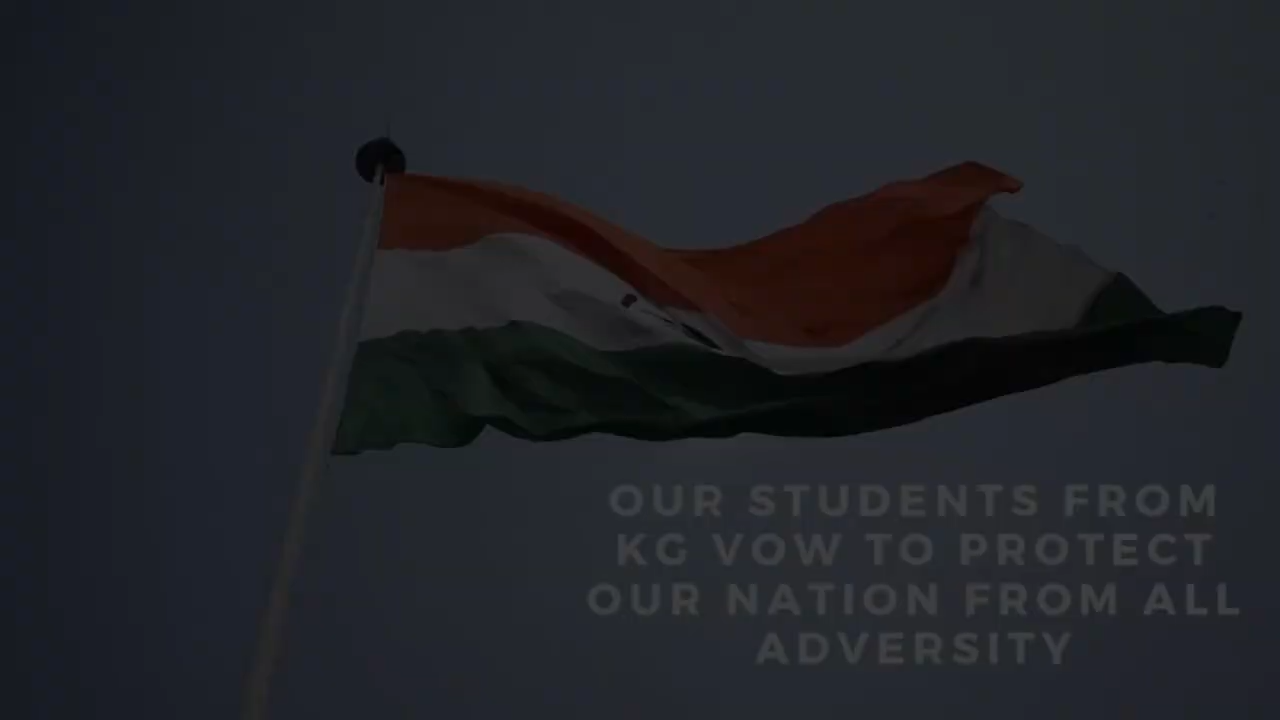 OUR STUDENTS FROM
KG VOW TO PROTECT
OUR NATION FROM ALL
ADVERSITY